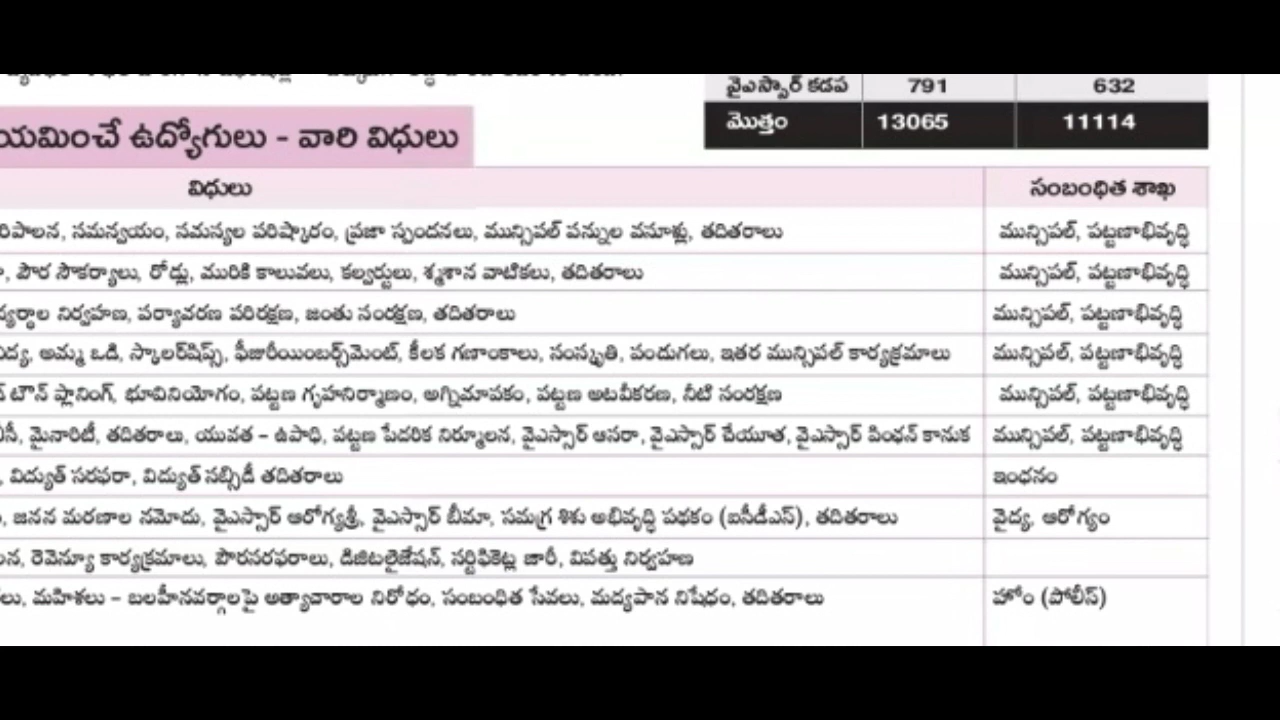 వైఎస్సార్ కడప 791 632
మొత్తం 13065 11114
యమించే ఉద్యోగులు - వారి విధులు
విధులు సంబంధిత శాఖ
రిపాలన, సమన్వయం, సమస్యల పరిష్కారం, ప్రజా స్పందనలు, మున్సిపల్ పన్నుల వసూళ్లు, తదితరాలు మున్సిపల్, పట్టణాభివృద్ధి
పౌర సౌకర్యాలు, రోడ్లు, మురికి కాలువలు, కల్వర్టులు, శ్మశాన వాటికలు, తదితరాలు మున్సిపల్, పట్టణాభివృద్ధి
వ్యర్థాల నిర్వహణ, పర్యావరణ పరిరక్షణ, జంతు సంరక్షణ, తదితరాలు మున్సిపల్, పట్టణాభివృద్ధి
విద్య, అమ్మ ఒడి, స్కాలర్‌షిప్స్, ఫీజురీయింబర్స్‌మెంట్, కీలక గణాంకాలు, సంస్కృతి, పండుగలు, ఇతర మున్సిపల్ కార్యక్రమాలు మున్సిపల్, పట్టణాభివృద్ధి
టౌన్ ప్లానింగ్, భూవినియోగం, పట్టణ గృహనిర్మాణం, అగ్నిమాపకం, పట్టణ అటవీకరణ, నీటి సంరక్షణ మున్సిపల్, పట్టణాభివృద్ధి
సీ, మైనారిటీ, తదితరాలు, యువత – ఉపాధి, పట్టణ పేదరిక నిర్మూలన, వైఎస్సార్ ఆసరా, వైఎస్సార్ చేయూత, వైఎస్సార్ పింఛన్ కానుక మున్సిపల్, పట్టణాభివృద్ధి
, విద్యుత్ సరఫరా, విద్యుత్ సబ్సిడీ తదితరాలు ఇంధనం
, జనన మరణాల నమోదు, వైఎస్సార్ ఆరోగ్యశ్రీ, వైఎస్సార్ బీమా, సమగ్ర శిశు అభివృద్ధి పథకం (ఐసీడీఎస్), తదితరాలు వైద్య, ఆరోగ్యం
లన, రెవెన్యూ కార్యక్రమాలు, పౌరసరఫరాలు, డిజిటలైజేషన్, సర్టిఫికెట్ల జారీ, విపత్తు నిర్వహణ
లు, మహిళలు – బలహీనవర్గాలపై అత్యాచారాల నిరోధం, సంబంధిత సేవలు, మద్యపాన నిషేధం, తదితరాలు హోం (పోలీస్)